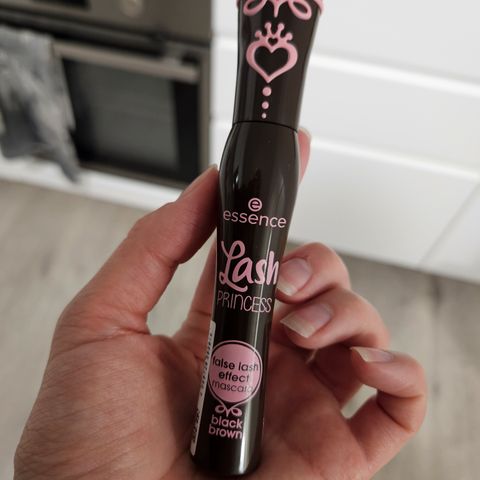 essence
Lash
PRINCESS
false lash
effect
mascara
black
brown